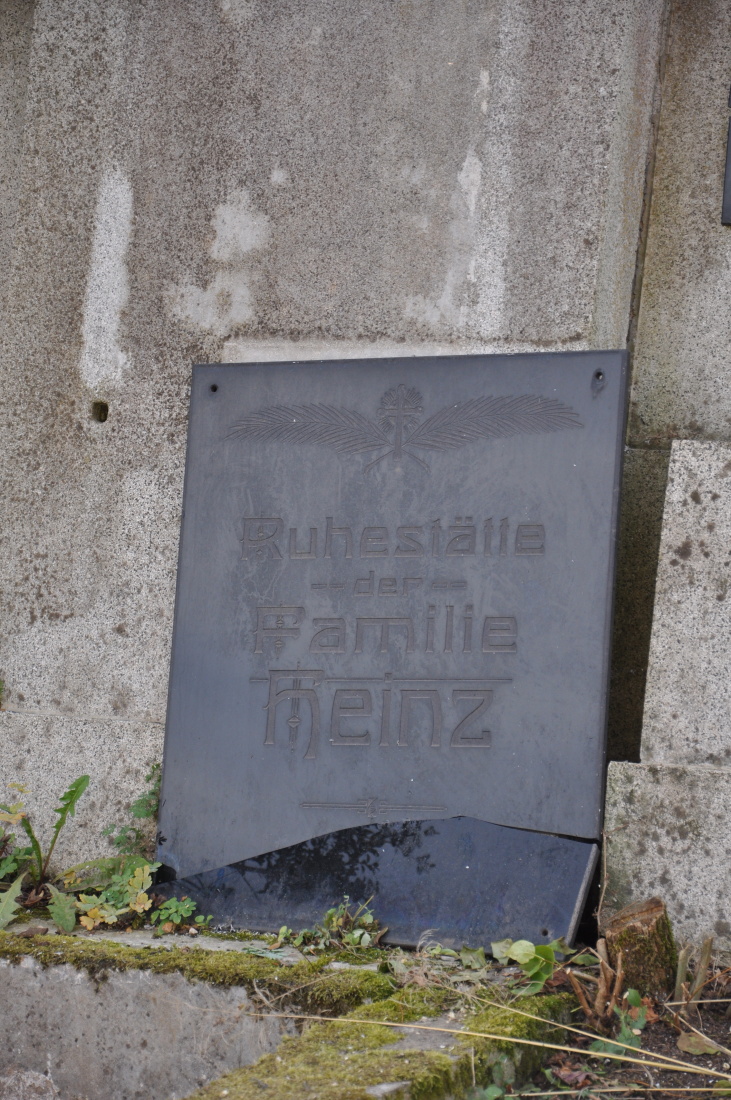 Ruhestätte
der
Familie
Heinz